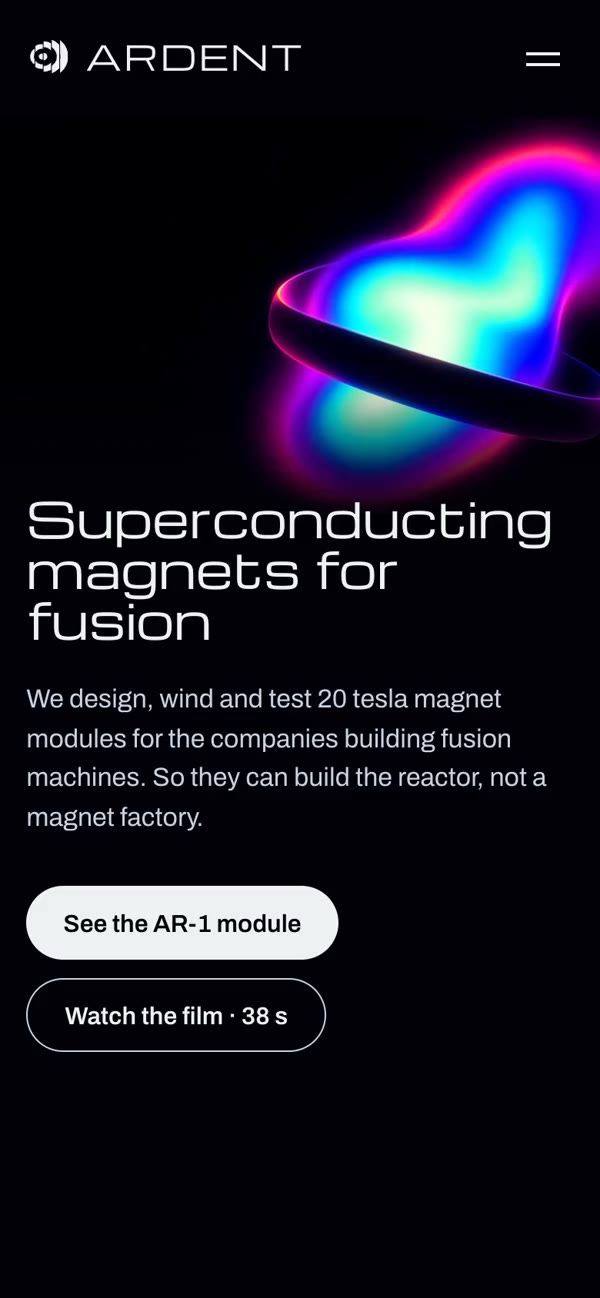 ARDENT
Superconducting
magnets for
fusion
We design, wind and test 20 tesla magnet
modules for the companies building fusion
machines. So they can build the reactor, not a
magnet factory.
See the AR-1 module
Watch the film · 38 s